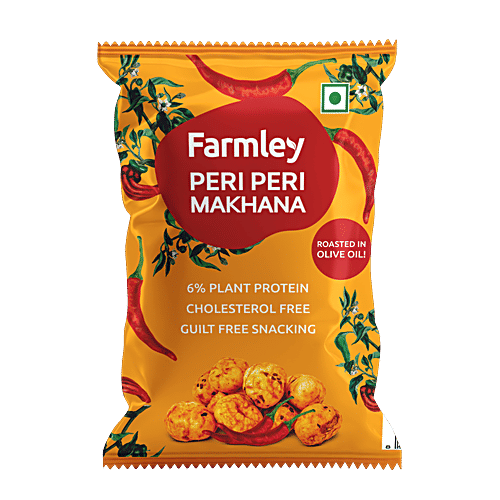 Farmley
PERI PERI
MAKHANA
ROASTED IN
OLIVE OIL!
6% PLANT PROTEIN
CHOLESTEROL FREE
GUILT FREE SNACKING